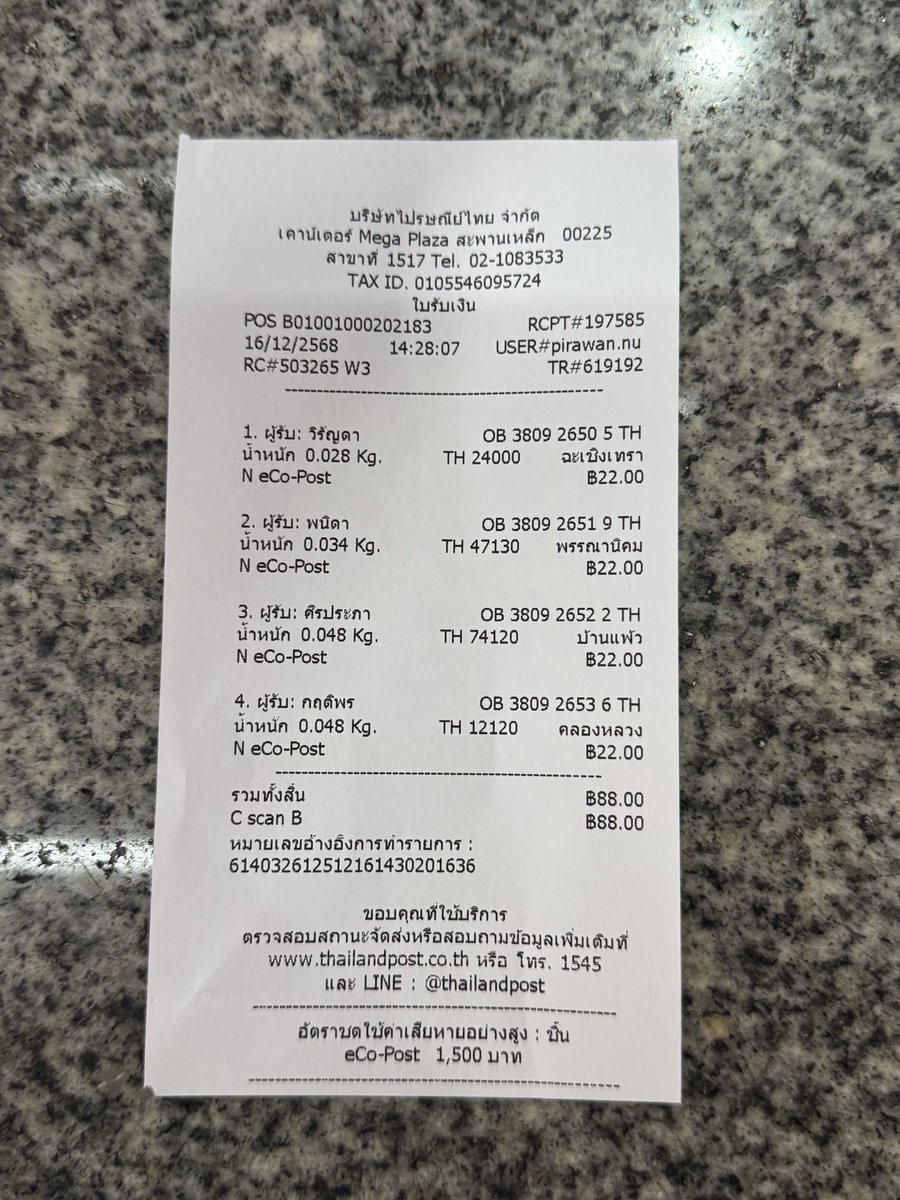 บริษัทไปรษณีย์ไทย จำกัด
เคาน์เตอร์ Mega Plaza สะพานเหล็ก 00225
สาขาที่ 1517 Tel. 02-1083533
TAX ID. 0105546095724
ใบรับเงิน
POS B01001000202183 RCPT#197585
16/12/2568 14:28:07 USER#pirawan.nu
RC#503265 W3 TR#619192
1. ผู้รับ: วิรัญดา OB 3809 2650 5 TH
น้ำหนัก 0.028 Kg. TH 24000 ฉะเชิงเทรา
N eCo-Post ฿22.00
2. ผู้รับ: พนิดา OB 3809 2651 9 TH
น้ำหนัก 0.034 Kg. TH 47130 พรรณานิคม
N eCo-Post ฿22.00
3. ผู้รับ: ศิรประภา OB 3809 2652 2 TH
น้ำหนัก 0.048 Kg. TH 74120 บ้านแพ้ว
N eCo-Post ฿22.00
4. ผู้รับ: กฤติพร OB 3809 2653 6 TH
น้ำหนัก 0.048 Kg. TH 12120 คลองหลวง
N eCo-Post ฿22.00
รวมทั้งสิ้น ฿88.00
C scan B ฿88.00
หมายเลขอ้างอิงการทำรายการ :
614032612512161430201636
ขอบคุณที่ใช้บริการ
ตรวจสอบสถานะจัดส่งหรือสอบถามข้อมูลเพิ่มเติมที่
www.thailandpost.co.th หรือ โทร. 1545
และ LINE : @thailandpost
อัตราชดใช้ค่าเสียหายอย่างสูง : ชิ้น
eCo-Post 1,500 บาท